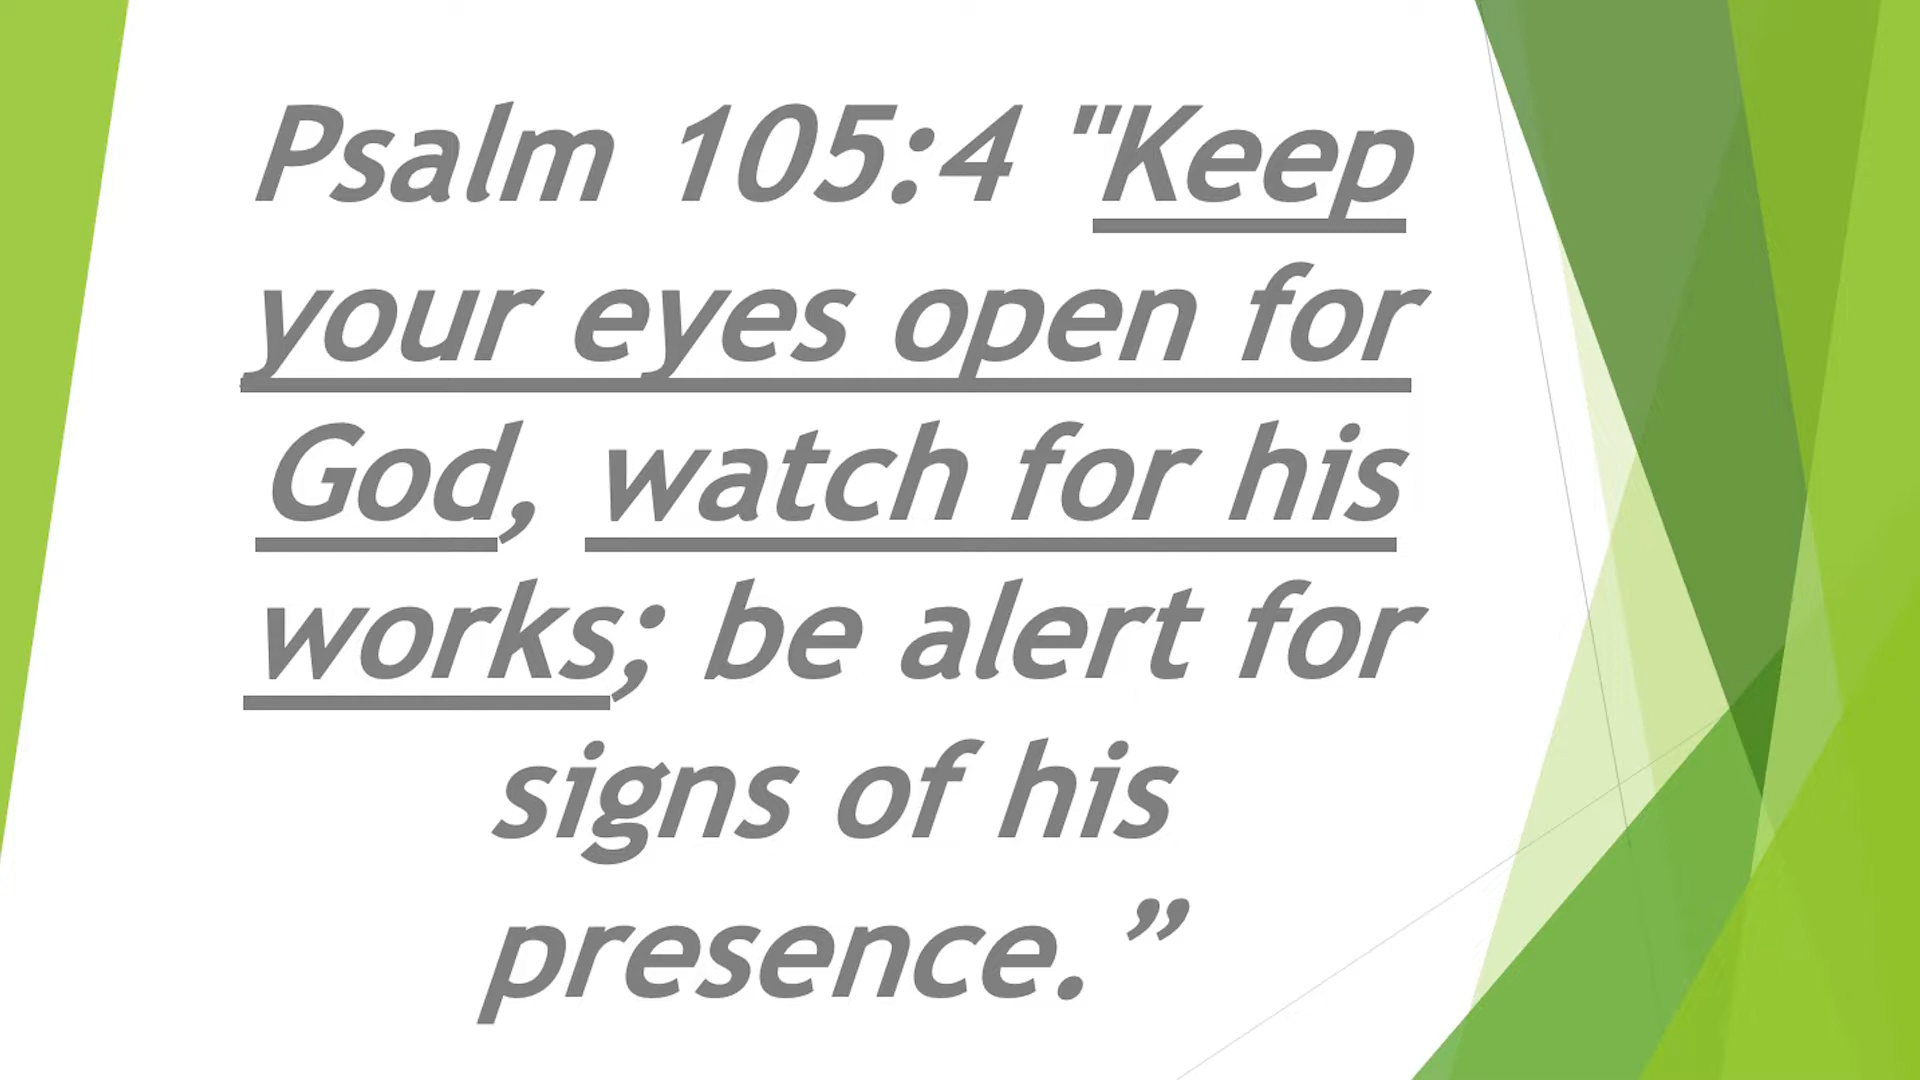 Psalm 105:4 "Keep
your eyes open for
God, watch for his
works; be alert for
signs of his
presence.”